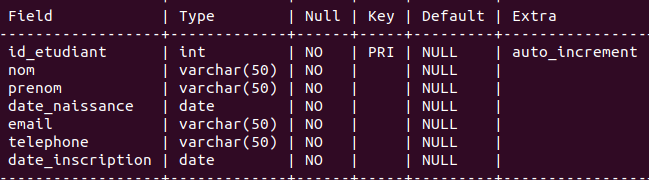 Field | Type | Null | Key | Default | Extra
id_etudiant | int | NO | PRI | NULL | auto_increment
nom | varchar(50) | NO | | NULL |
prenom | varchar(50) | NO | | NULL |
date_naissance | date | NO | | NULL |
email | varchar(50) | NO | | NULL |
telephone | varchar(50) | NO | | NULL |
date_inscription | date | NO | | NULL |